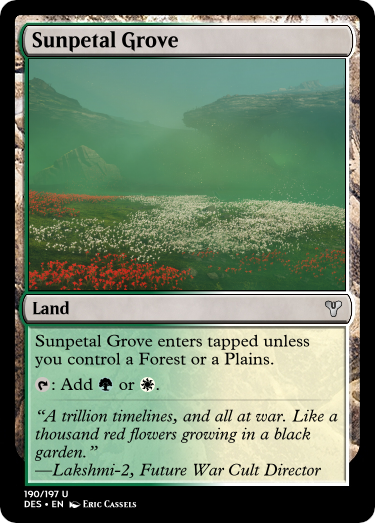 Sunpetal Grove
Land
Sunpetal Grove enters tapped unless
you control a Forest or a Plains.
: Add or .
“A trillion timelines, and all at war. Like a
thousand red flowers growing in a black
garden.”
—Lakshmi-2, Future War Cult Director
190/197 U
DES • EN Eric Cassels